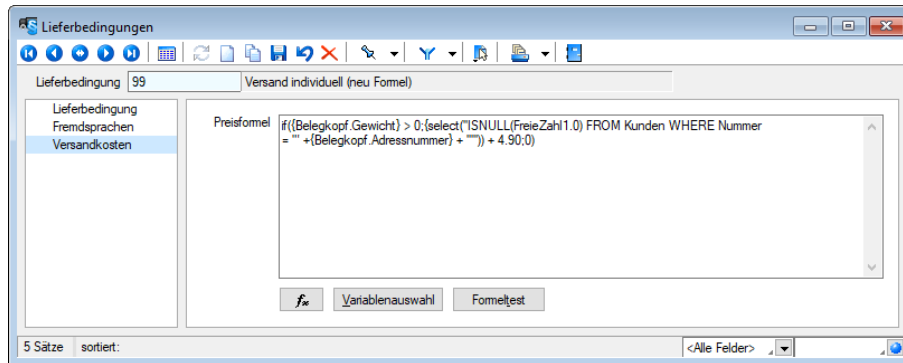 Lieferbedingungen
Lieferbedingung 99 Versand individuell (neu Formel)
Lieferbedingung
Fremdsprachen
Versandkosten
Preisformel
if({Belegkopf.Gewicht} > 0;{select("ISNULL(FreieZahl1.0) FROM Kunden WHERE Nummer
= '" +{Belegkopf.Adressnummer} + "'")) + 4.90;0)
fx Variablenauswahl Formeltest
5 Sätze sortiert: <Alle Felder>